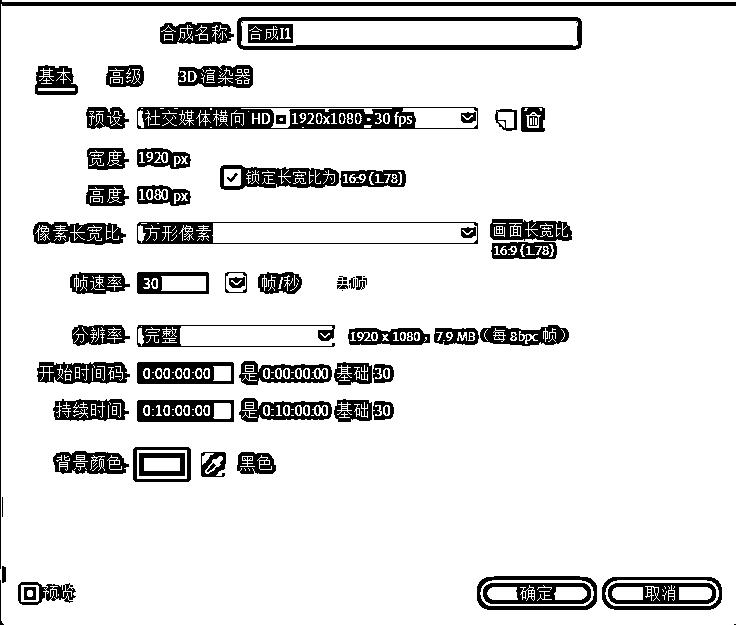 合成名称 合成1
基本 高级 3D 渲染器
预设 社交媒体横向 HD • 1920x1080 • 30 fps
宽度 1920 px
锁定长宽比为 16:9 (1.78)
高度 1080 px
像素长宽比 方形像素 画面长宽比
16:9 (1.78)
帧速率 30 帧/秒 丢帧
分辨率 完整 1920 x 1080，7.9 MB（每 8bpc 帧）
开始时间码 0:00:00:00 是 0:00:00:00 基础 30
持续时间 0:10:00:00 是 0:10:00:00 基础 30
背景颜色 黑色
预览 确定 取消